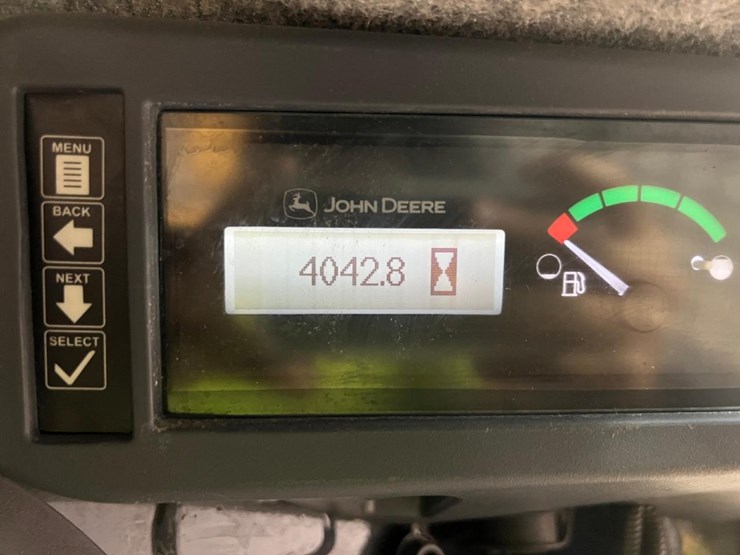 MENU
BACK
NEXT
SELECT
JOHN DEERE
4042.8